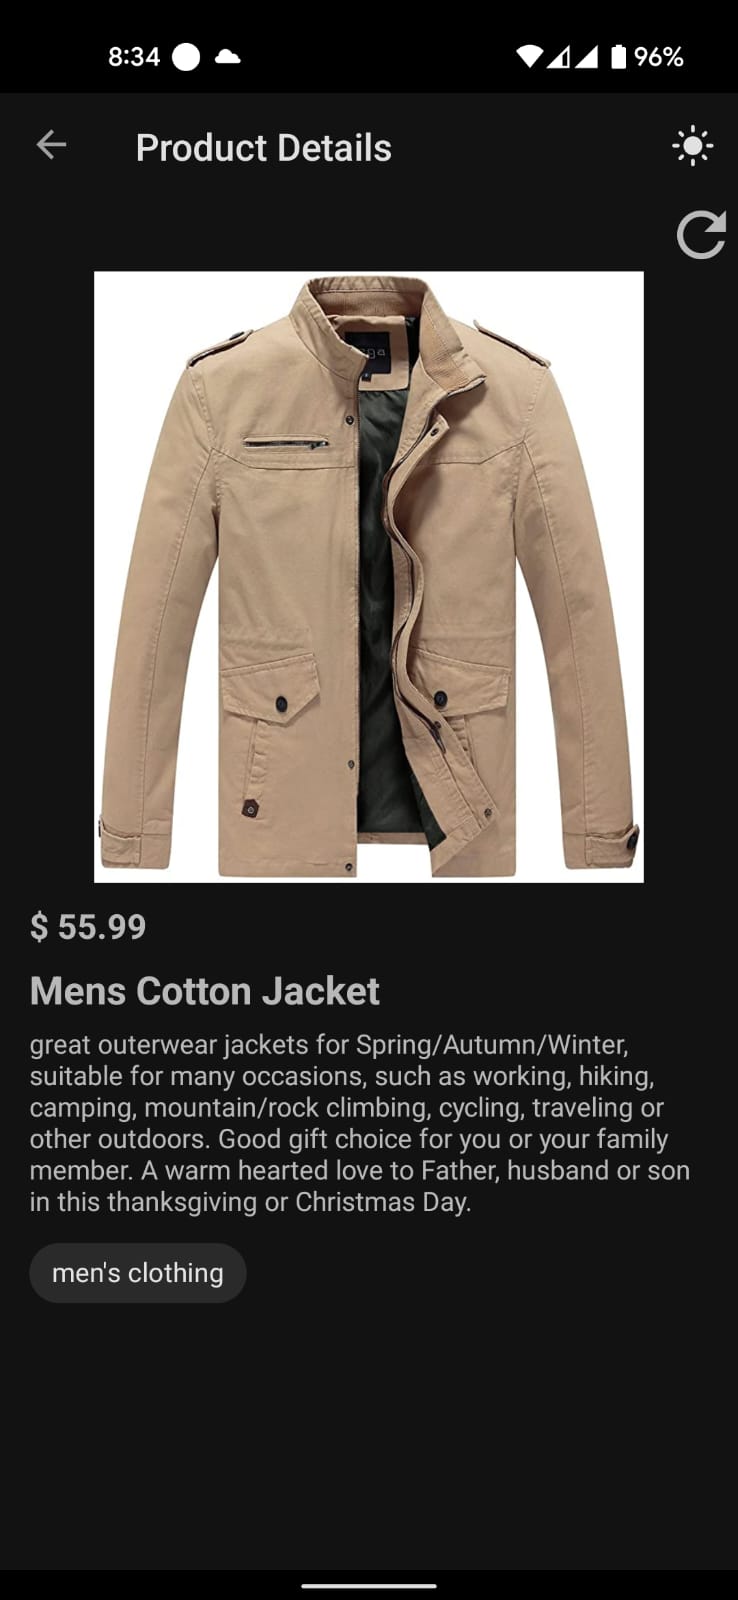 8:34
96%
Product Details
$ 55.99
Mens Cotton Jacket
great outerwear jackets for Spring/Autumn/Winter,
suitable for many occasions, such as working, hiking,
camping, mountain/rock climbing, cycling, traveling or
other outdoors. Good gift choice for you or your family
member. A warm hearted love to Father, husband or son
in this thanksgiving or Christmas Day.
men's clothing